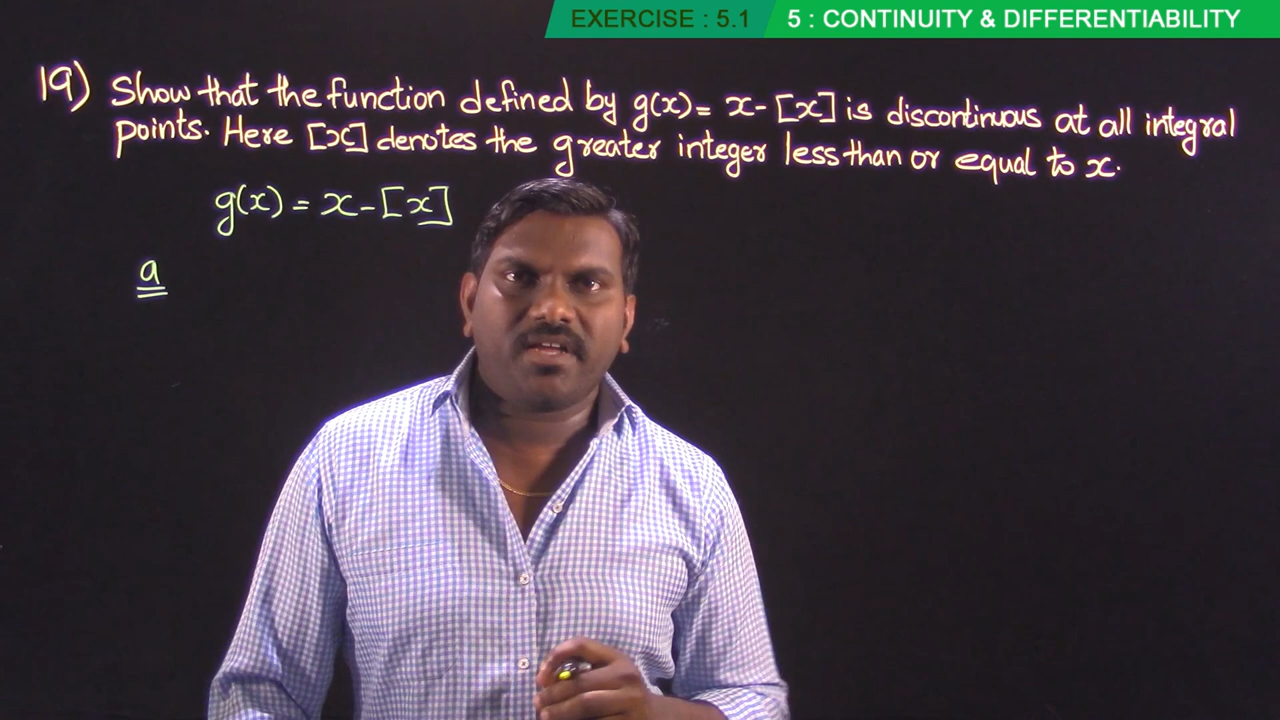 EXERCISE : 5.1 5 : CONTINUITY & DIFFERENTIABILITY
19) Show that the function defined by g(x) = x - [x] is discontinuous at all integral
points. Here [x] denotes the greater integer less than or equal to x.
g(x) = x - [x]
a